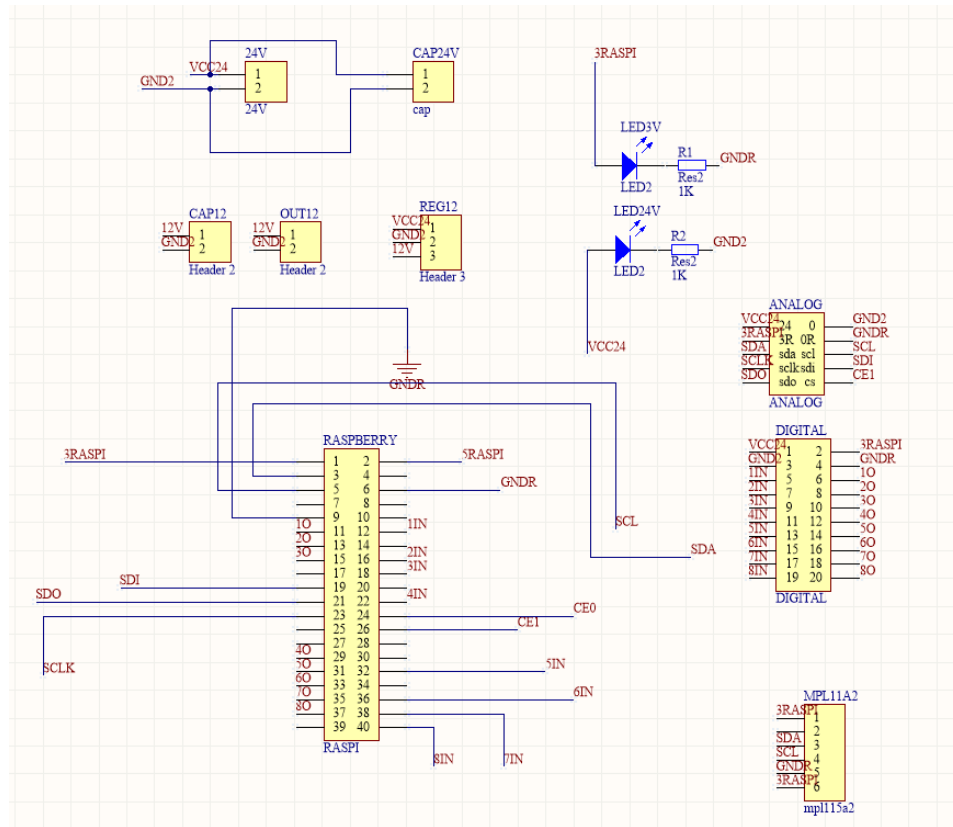 24V
VCC24
GND2
1
2
24V
CAP24V
1
2
cap
3RASPI
LED3V
LED2
R1
Res2
1K
GNDR
CAP12
12V
GND2
1
2
Header 2
OUT12
12V
GND2
1
2
Header 2
REG12
VCC24
GND2
12V
1
2
3
Header 3
LED24V
LED2
R2
Res2
1K
GND2
VCC24
GNDR
ANALOG
VCC24 24 0 GND2
3RASPI 3R 0R GNDR
SDA sda scl SCL
SCLK sclk sdi SDI
SDO sdo cs CE1
ANALOG
RASPBERRY
3RASPI 1 2 5RASPI
3 4
5 6 GNDR
7 8
9 10
1O 11 12 1IN
2O 13 14
3O 15 16 2IN
17 18 3IN
SDI 19 20
SDO 21 22 4IN
23 24 CE0
25 26 CE1
27 28
4O 29 30
5O 31 32 5IN
6O 33 34
7O 35 36 6IN
8O 37 38
39 40
RASPI
SCLK
8IN
7IN
SCL
SDA
DIGITAL
VCC24 1 2 3RASPI
GND2 3 4 GNDR
1IN 5 6 1O
2IN 7 8 2O
3IN 9 10 3O
4IN 11 12 4O
5IN 13 14 5O
6IN 15 16 6O
7IN 17 18 7O
8IN 19 20 8O
DIGITAL
MPL11A2
3RASPI 1
2
SDA 3
SCL 4
GNDR 5
3RASPI 6
mpl115a2